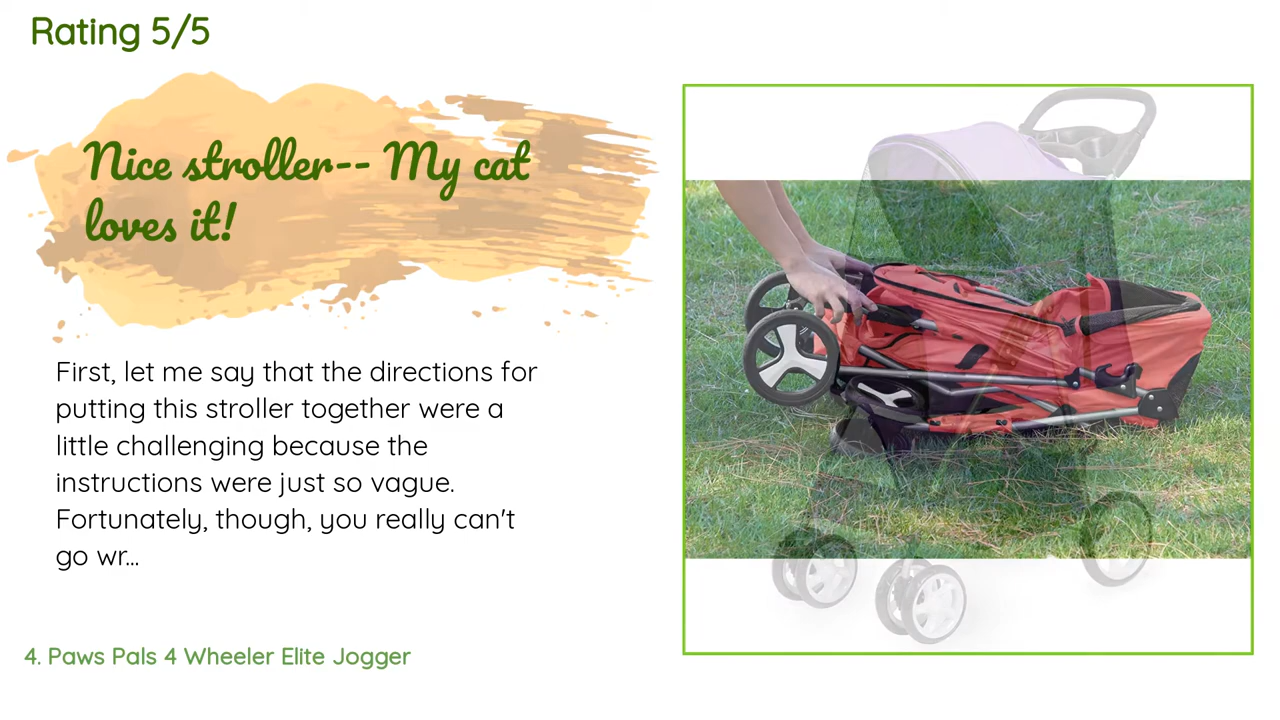 Rating 5/5
Nice stroller-- My cat
loves it!
First, let me say that the directions for
putting this stroller together were a
little challenging because the
instructions were just so vague.
Fortunately, though, you really can't
go wr...
4. Paws Pals 4 Wheeler Elite Jogger